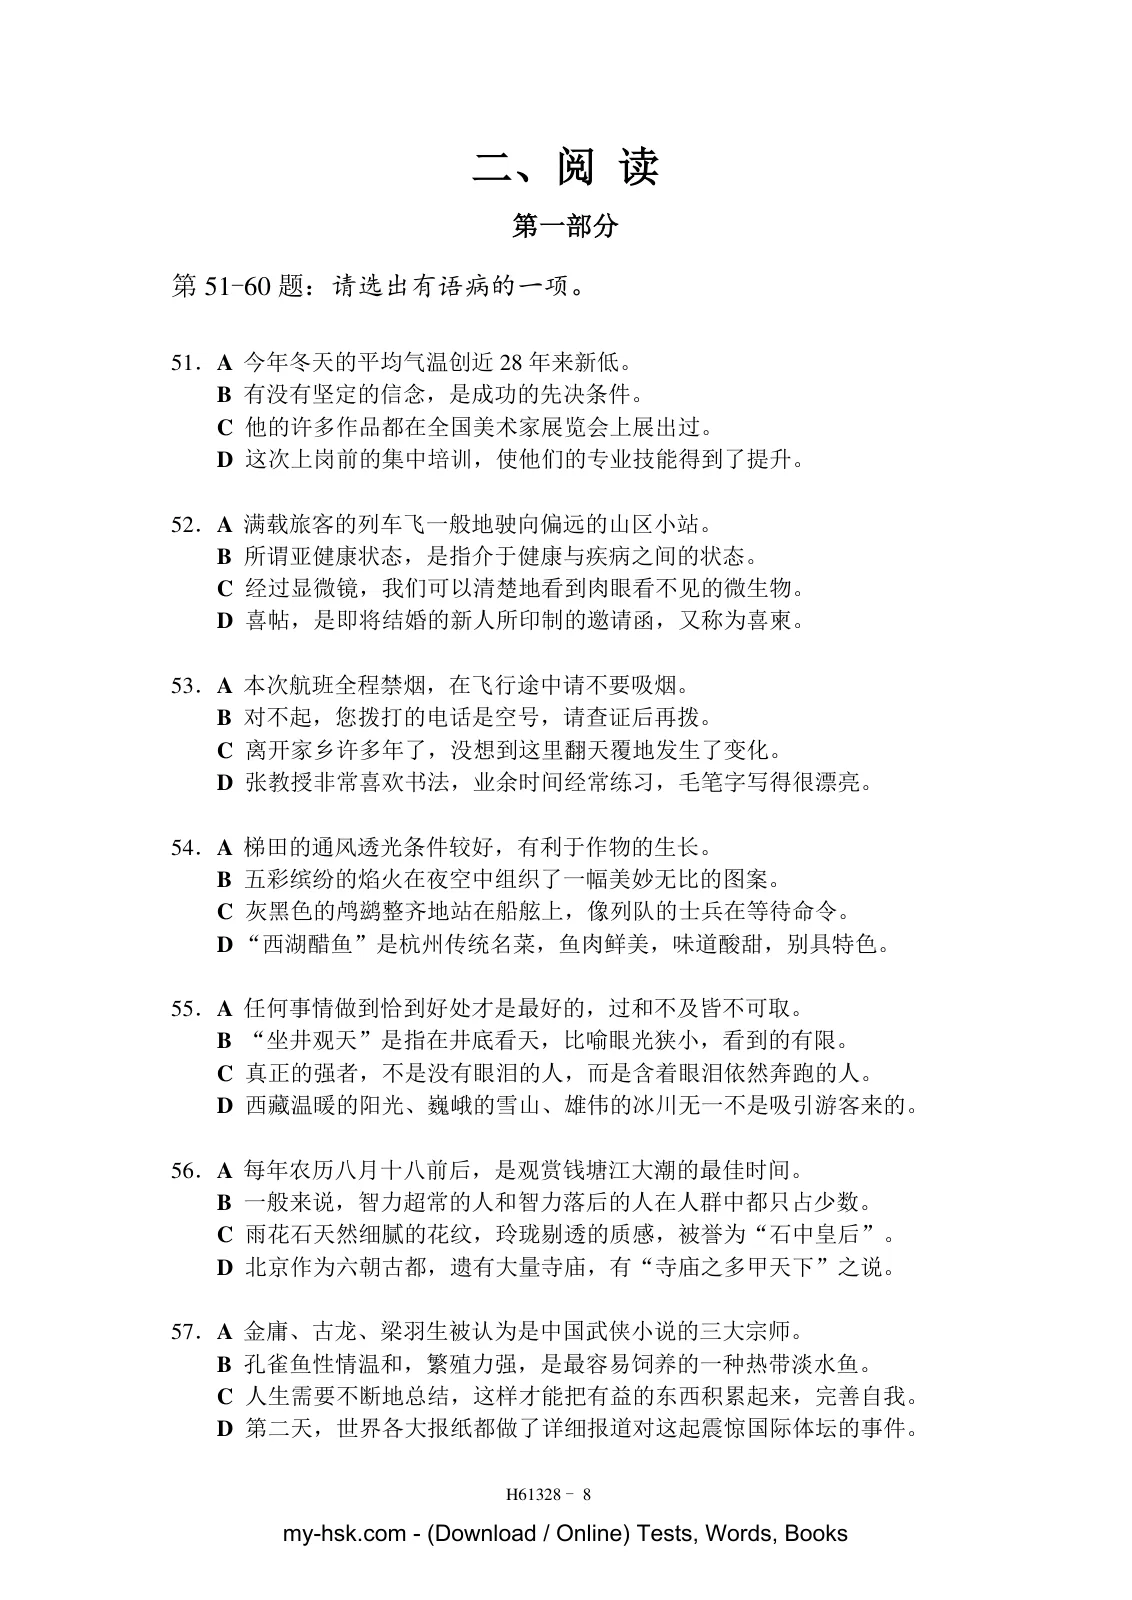 二、阅 读
第一部分
第 51-60 题：请选出有语病的一项。
51．A 今年冬天的平均气温创近 28 年来新低。
B 有没有坚定的信念，是成功的先决条件。
C 他的许多作品都在全国美术家展览会上展出过。
D 这次上岗前的集中培训，使他们的专业技能得到了提升。
52．A 满载旅客的列车飞一般地驶向偏远的山区小站。
B 所谓亚健康状态，是指介于健康与疾病之间的状态。
C 经过显微镜，我们可以清楚地看到肉眼看不见的微生物。
D 喜帖，是即将结婚的新人所印制的邀请函，又称为喜柬。
53．A 本次航班全程禁烟，在飞行途中请不要吸烟。
B 对不起，您拨打的电话是空号，请查证后再拨。
C 离开家乡许多年了，没想到这里翻天覆地发生了变化。
D 张教授非常喜欢书法，业余时间经常练习，毛笔字写得很漂亮。
54．A 梯田的通风透光条件较好，有利于作物的生长。
B 五彩缤纷的焰火在夜空中组织了一幅美妙无比的图案。
C 灰黑色的鸬鹚整齐地站在船舷上，像列队的士兵在等待命令。
D “西湖醋鱼”是杭州传统名菜，鱼肉鲜美，味道酸甜，别具特色。
55．A 任何事情做到恰到好处才是最好的，过和不及皆不可取。
B “坐井观天”是指在井底看天，比喻眼光狭小，看到的有限。
C 真正的强者，不是没有眼泪的人，而是含着眼泪依然奔跑的人。
D 西藏温暖的阳光、巍峨的雪山、雄伟的冰川无一不是吸引游客来的。
56．A 每年农历八月十八前后，是观赏钱塘江大潮的最佳时间。
B 一般来说，智力超常的人和智力落后的人在人群中都只占少数。
C 雨花石天然细腻的花纹，玲珑剔透的质感，被誉为“石中皇后”。
D 北京作为六朝古都，遗有大量寺庙，有“寺庙之多甲天下”之说。
57．A 金庸、古龙、梁羽生被认为是中国武侠小说的三大宗师。
B 孔雀鱼性情温和，繁殖力强，是最容易饲养的一种热带淡水鱼。
C 人生需要不断地总结，这样才能把有益的东西积累起来，完善自我。
D 第二天，世界各大报纸都做了详细报道对这起震惊国际体坛的事件。
H61328－ 8
my-hsk.com - (Download / Online) Tests, Words, Books